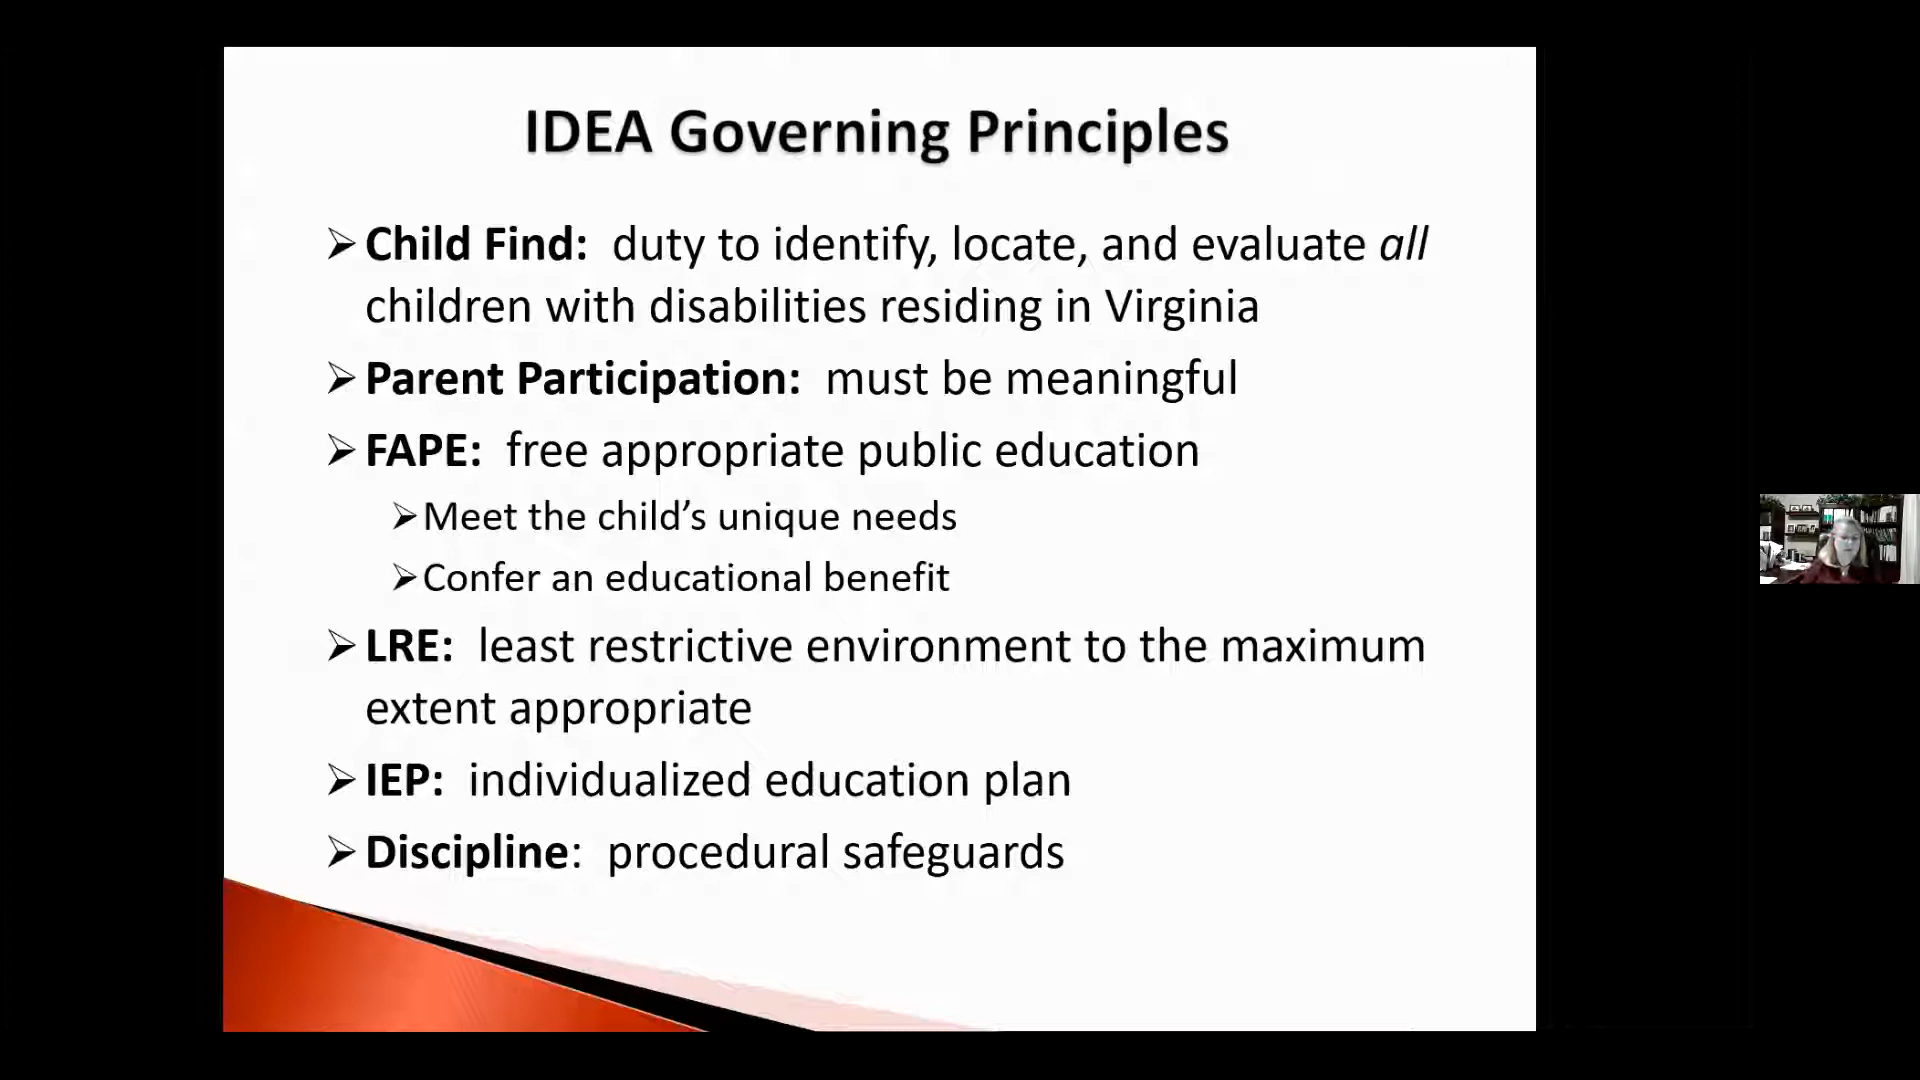 IDEA Governing Principles
➢ Child Find: duty to identify, locate, and evaluate all
children with disabilities residing in Virginia
➢ Parent Participation: must be meaningful
➢ FAPE: free appropriate public education
➢ Meet the child’s unique needs
➢ Confer an educational benefit
➢ LRE: least restrictive environment to the maximum
extent appropriate
➢ IEP: individualized education plan
➢ Discipline: procedural safeguards